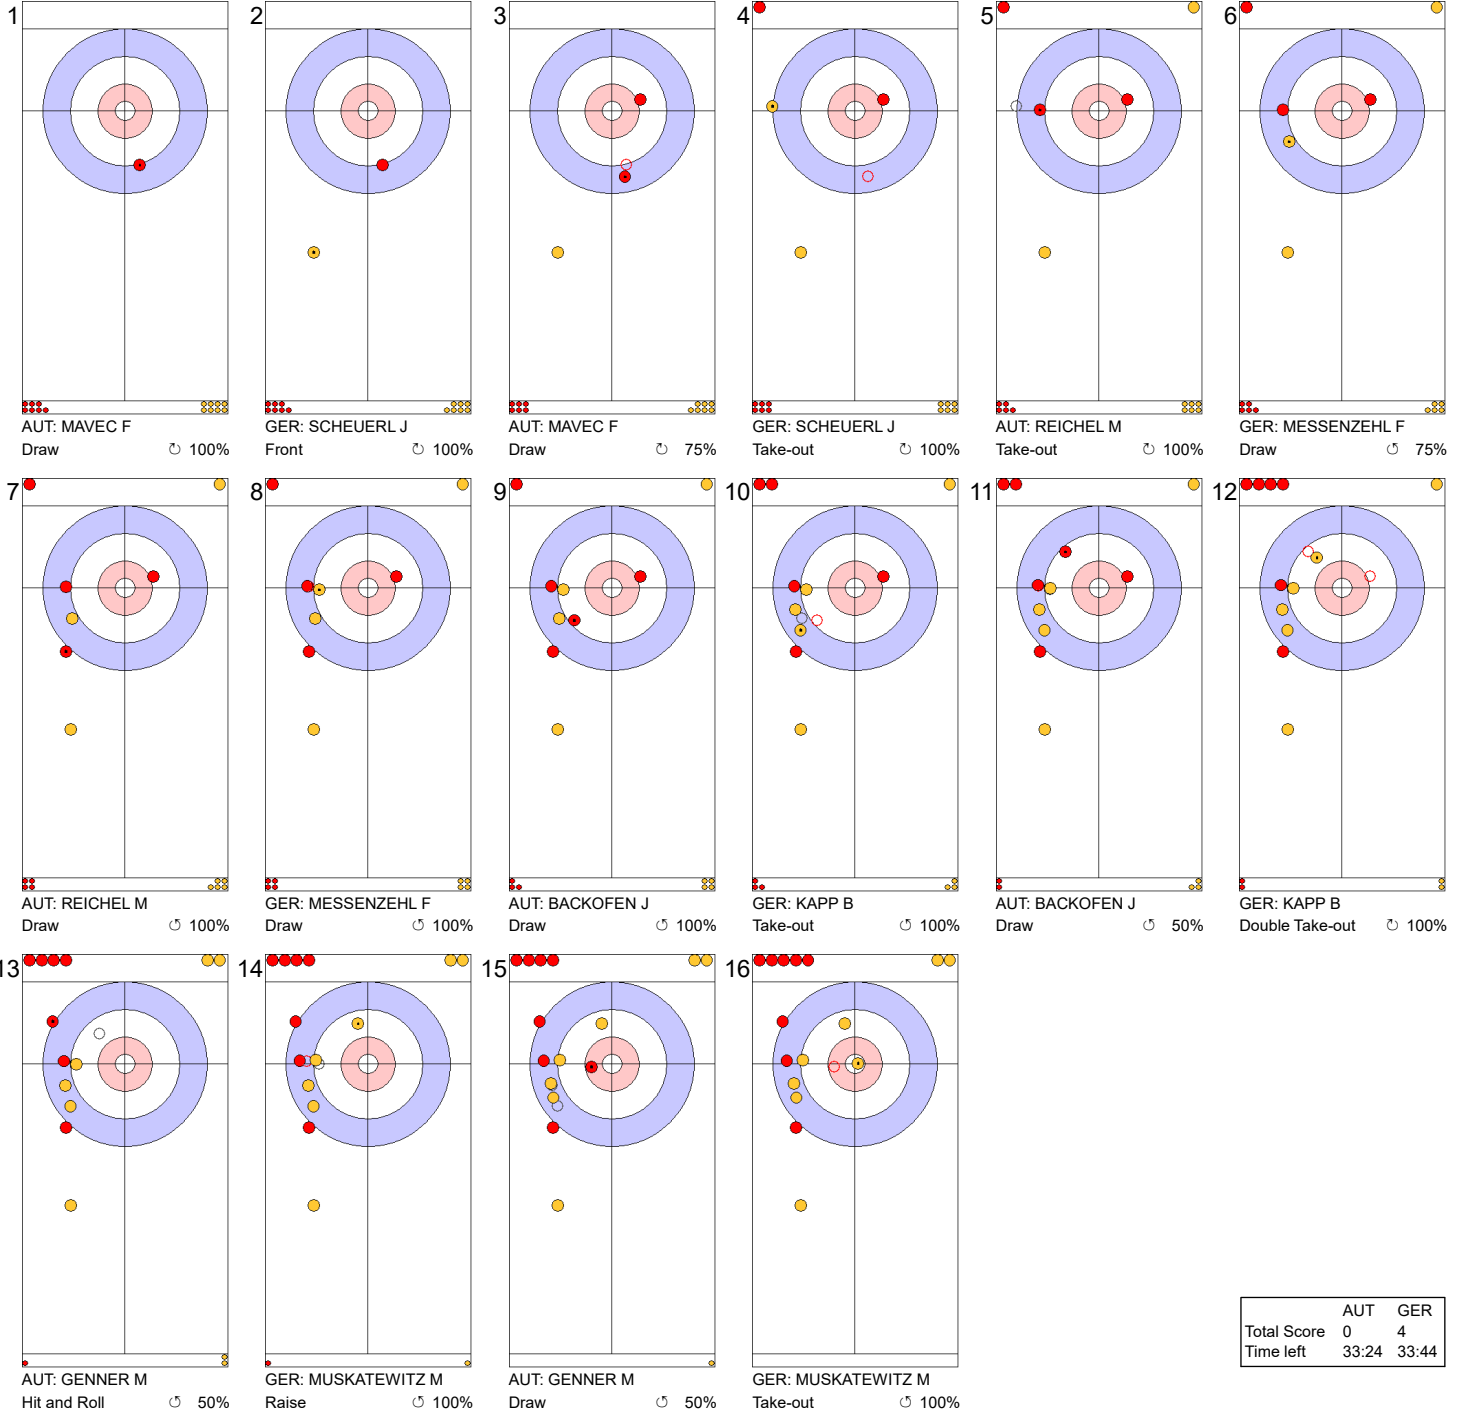 1 2 3 4 5 6
AUT: MAVEC F GER: SCHEUERL J AUT: MAVEC F GER: SCHEUERL J AUT: REICHEL M GER: MESSENZEHL F
Draw ↻ 100% Front ↻ 100% Draw ↻ 75% Take-out ↻ 100% Take-out ↻ 100% Draw ↺ 75%
7 8 9 10 11 12
AUT: REICHEL M GER: MESSENZEHL F AUT: BACKOFEN J GER: KAPP B AUT: BACKOFEN J GER: KAPP B
Draw ↺ 100% Draw ↺ 100% Draw ↺ 100% Take-out ↺ 100% Draw ↺ 50% Double Take-out ↻ 100%
13 14 15 16
AUT GER
Total Score 0 4
Time left 33:24 33:44
AUT: GENNER M GER: MUSKATEWITZ M AUT: GENNER M GER: MUSKATEWITZ M
Hit and Roll ↺ 50% Raise ↺ 100% Draw ↺ 50% Take-out ↺ 100%